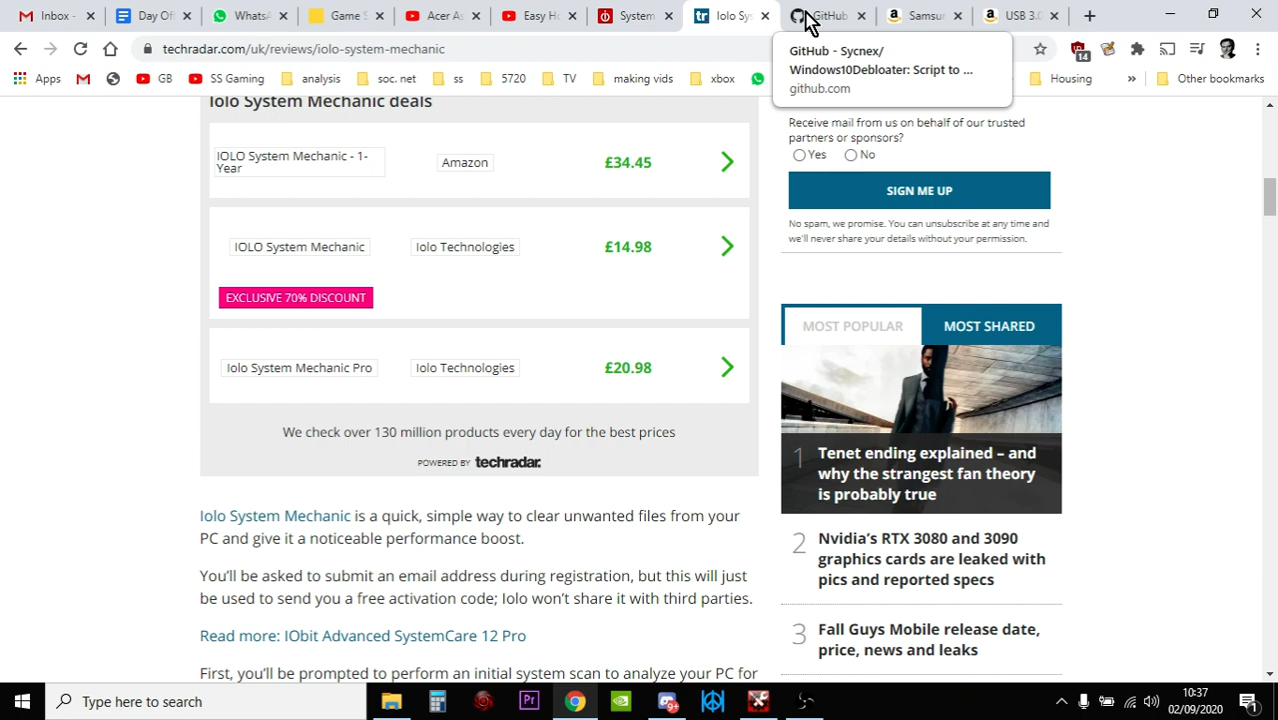 Inbox -
Day Of
WhatsA
Game S
Acer As
Easy Ho
System
Iolo Sys
GitHub
Samsu
USB 3.0
techradar.com/uk/reviews/iolo-system-mechanic
14
Apps
GB
SS Gaming
analysis
soc. net
ss
5720
TV
making vids
xbox
Housing
»
Other bookmarks
GitHub - Sycnex/
Windows10Debloater: Script to ...
github.com
Iolo System Mechanic deals
IOLO System Mechanic - 1-
Year
Amazon
£34.45
IOLO System Mechanic
Iolo Technologies
£14.98
EXCLUSIVE 70% DISCOUNT
Iolo System Mechanic Pro
Iolo Technologies
£20.98
We check over 130 million products every day for the best prices
POWERED BY techradar.
Iolo System Mechanic is a quick, simple way to clear unwanted files from your
PC and give it a noticeable performance boost.
You'll be asked to submit an email address during registration, but this will just
be used to send you a free activation code; Iolo won't share it with third parties.
Read more: IObit Advanced SystemCare 12 Pro
First, you'll be prompted to perform an initial system scan to analyze your PC for
Receive mail from us on behalf of our trusted
partners or sponsors?
Yes
No
SIGN ME UP
No spam, we promise. You can unsubscribe at any time and
we'll never share your details without your permission.
MOST POPULAR
MOST SHARED
1
Tenet ending explained – and
why the strangest fan theory
is probably true
2
Nvidia's RTX 3080 and 3090
graphics cards are leaked with
pics and reported specs
3
Fall Guys Mobile release date,
price, news and leaks
Type here to search
Pr
9+
10:37
02/09/2020
1